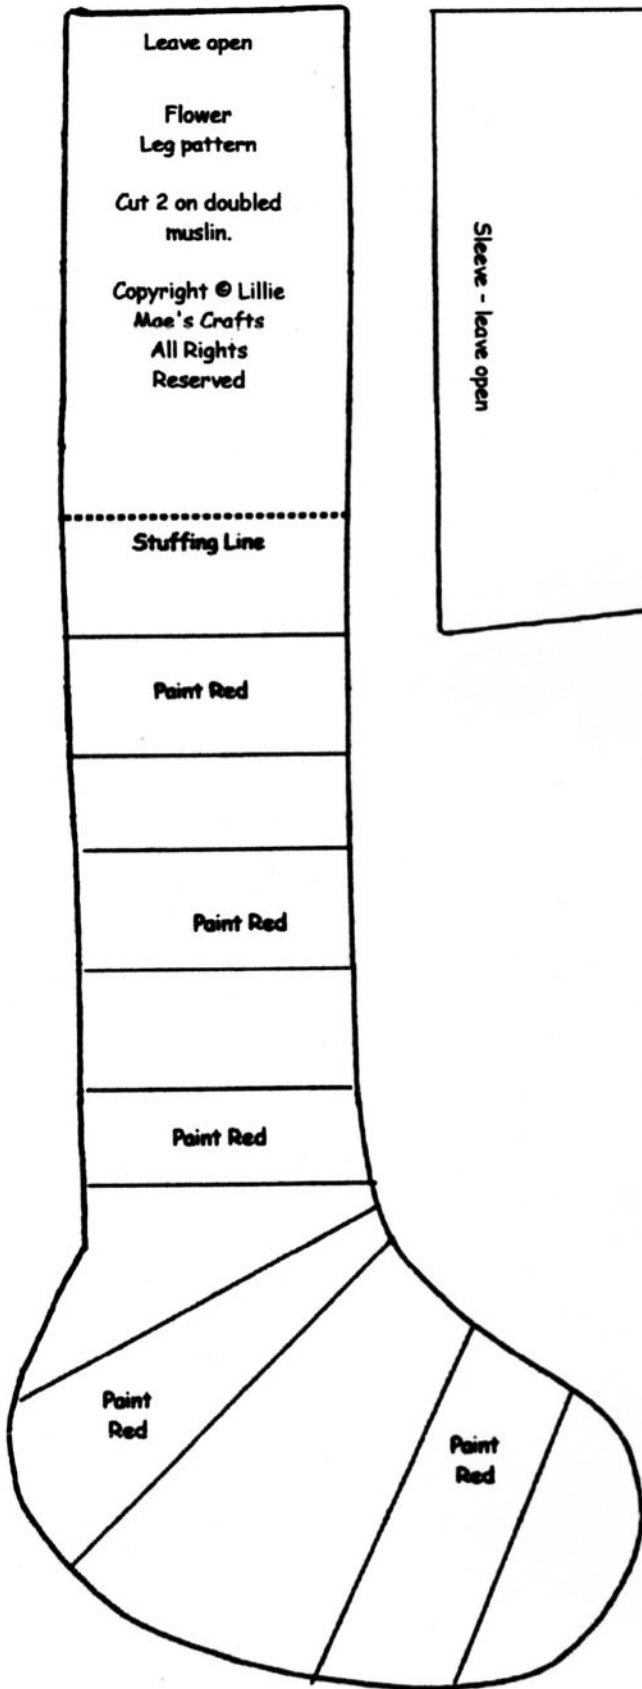 Leave open
Flower
Leg pattern
Cut 2 on doubled
muslin.
Copyright © Lillie
Mae's Crafts
All Rights
Reserved
Stuffing Line
Paint Red
Paint Red
Paint Red
Paint
Red
Paint
Red
Sleeve - leave open